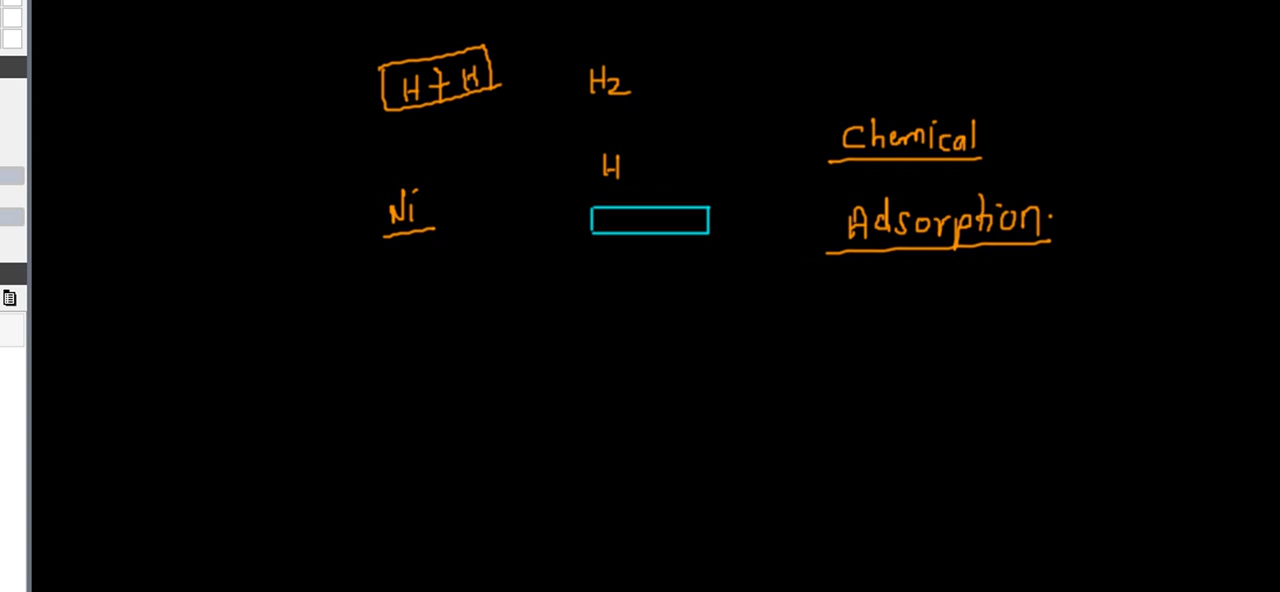 H + H
H2
Chemical
H
Ni
Adsorption.